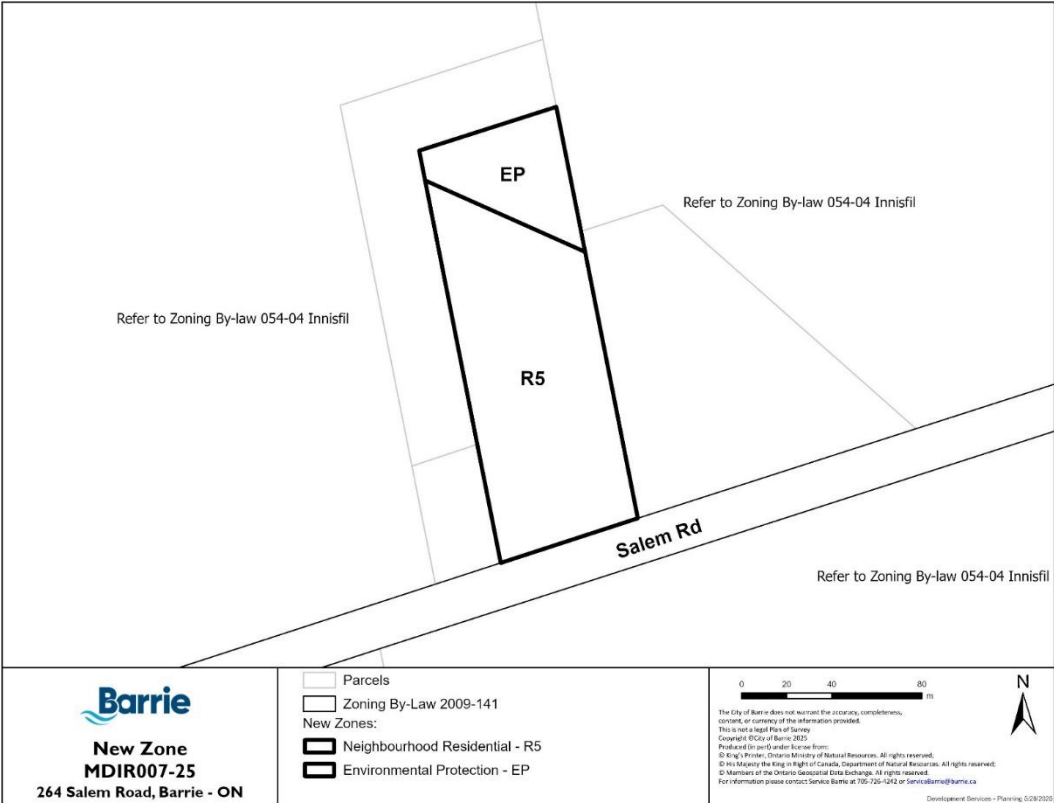 EP
Refer to Zoning By-law 054-04 Innisfil
Refer to Zoning By-law 054-04 Innisfil
R5
Salem Rd
Refer to Zoning By-law 054-04 Innisfil
Barrie
New Zone
MDIR007-25
264 Salem Road, Barrie - ON
Parcels
Zoning By-Law 2009-141
New Zones:
Neighbourhood Residential - R5
Environmental Protection - EP
0 20 40 80
m
N
The City of Barrie does not warrant the accuracy, completeness,
content, or currency of the information provided.
This is not a legal Plan of Survey
Copyright ©City of Barrie 2025
Produced (in part) under license from:
© King's Printer, Ontario Ministry of Natural Resources. All rights reserved;
© His Majesty the King in Right of Canada, Department of Natural Resources. All rights reserved;
© Members of the Ontario Geospatial Data Exchange. All rights reserved.
For information please contact Service Barrie at 705-726-4242 or ServiceBarrie@barrie.ca
Development Services - Planning 5/28/2025